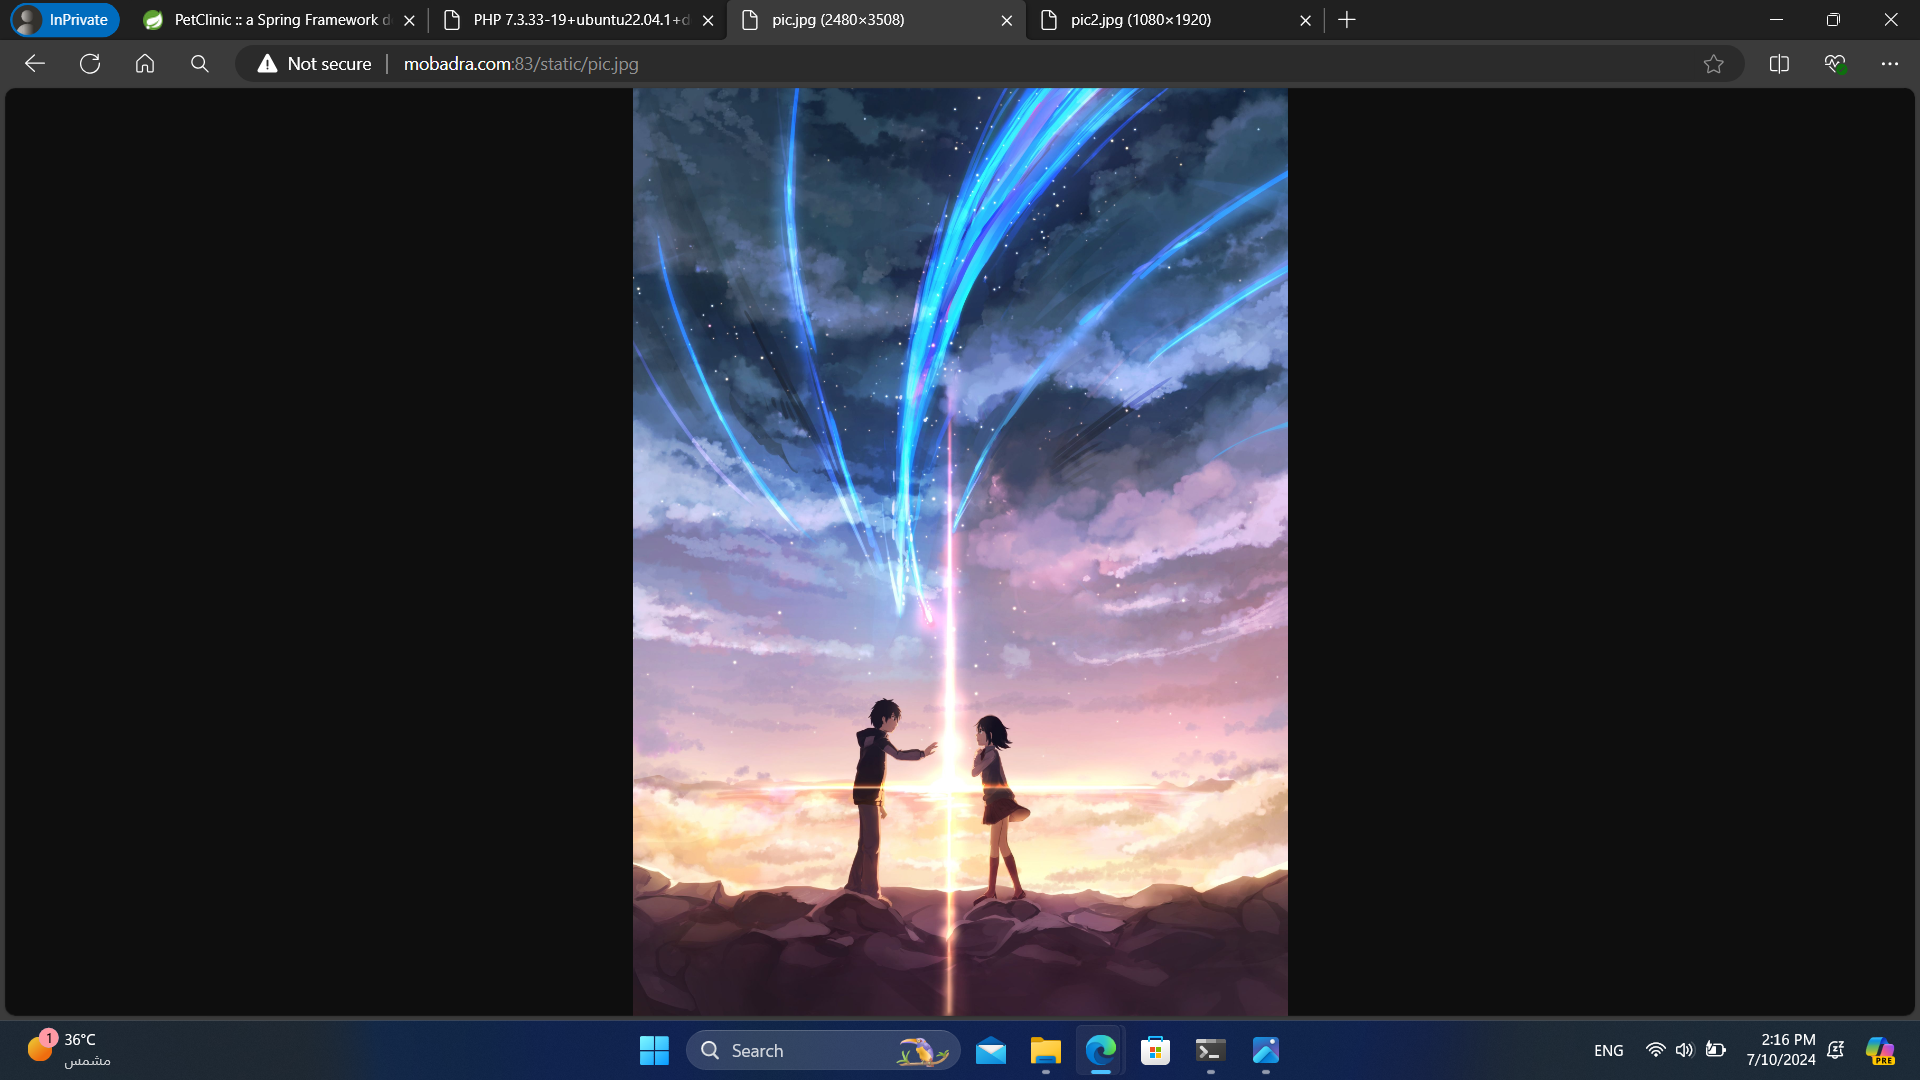 InPrivate
PetClinic :: a Spring Framework d
PHP 7.3.33-19+ubuntu22.04.1+d
pic.jpg (2480×3508)
pic2.jpg (1080×1920)
Not secure
mobadra.com:83/static/pic.jpg
1
36°C
مشمس
Search
ENG
2:16 PM
7/10/2024
PRE